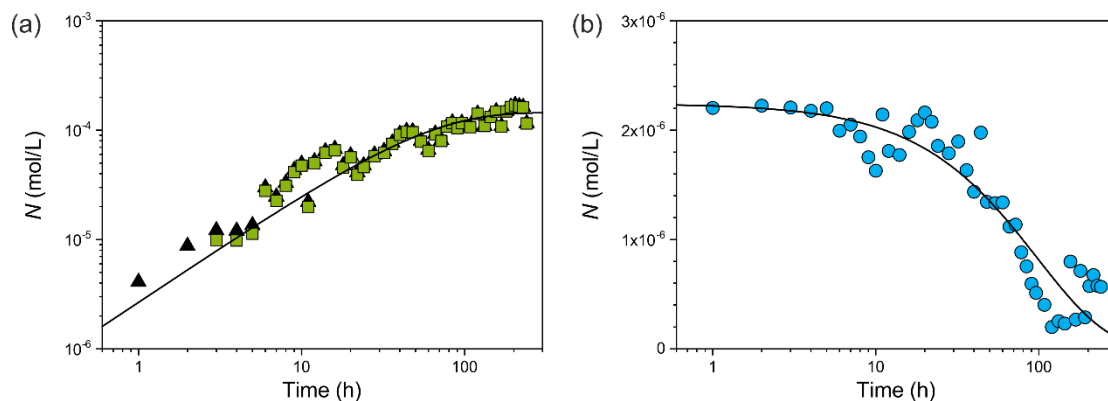 (a)
N (mol/L)
10⁻³
10⁻⁴
10⁻⁵
10⁻⁶
1 10 100
Time (h)
(b)
N (mol/L)
3x10⁻⁶
2x10⁻⁶
1x10⁻⁶
0
1 10 100
Time (h)